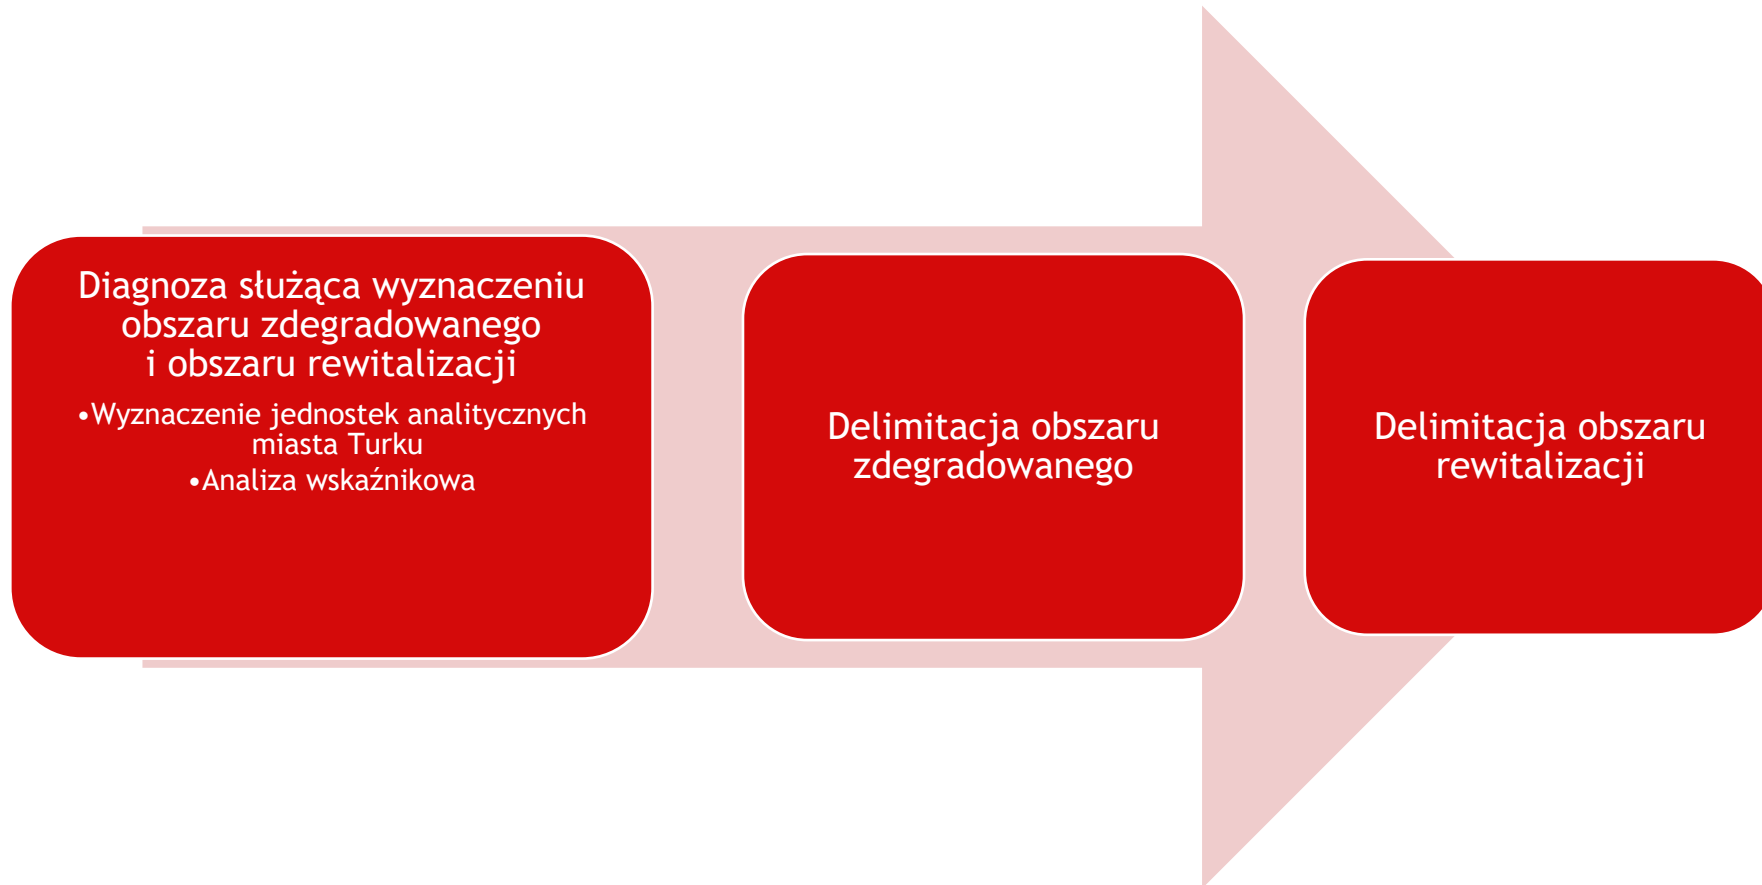 Diagnoza służąca wyznaczeniu
obszaru zdegradowanego
i obszaru rewitalizacji
•Wyznaczenie jednostek analitycznych
miasta Turku
•Analiza wskaźnikowa
Delimitacja obszaru
zdegradowanego
Delimitacja obszaru
rewitalizacji